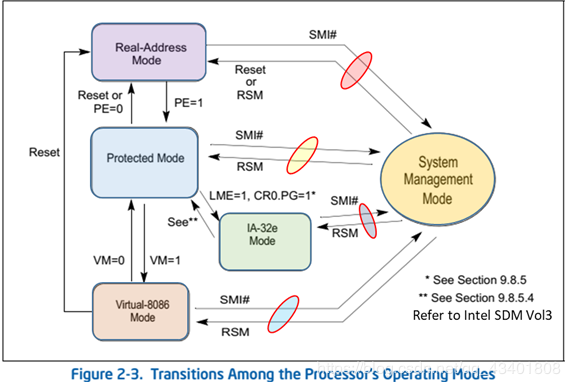 SMI#
Real-Address
Mode
Reset
or
RSM
Reset or
PE=0
PE=1
SMI#
Reset
Protected Mode
RSM
System
Management
Mode
LME=1, CR0.PG=1*
SMI#
See**
IA-32e
Mode
RSM
VM=0
VM=1
* See Section 9.8.5
** See Section 9.8.5.4
Refer to Intel SDM Vol3
Virtual-8086
Mode
SMI#
RSM
Figure 2-3. Transitions Among the Processor's Operating Modes